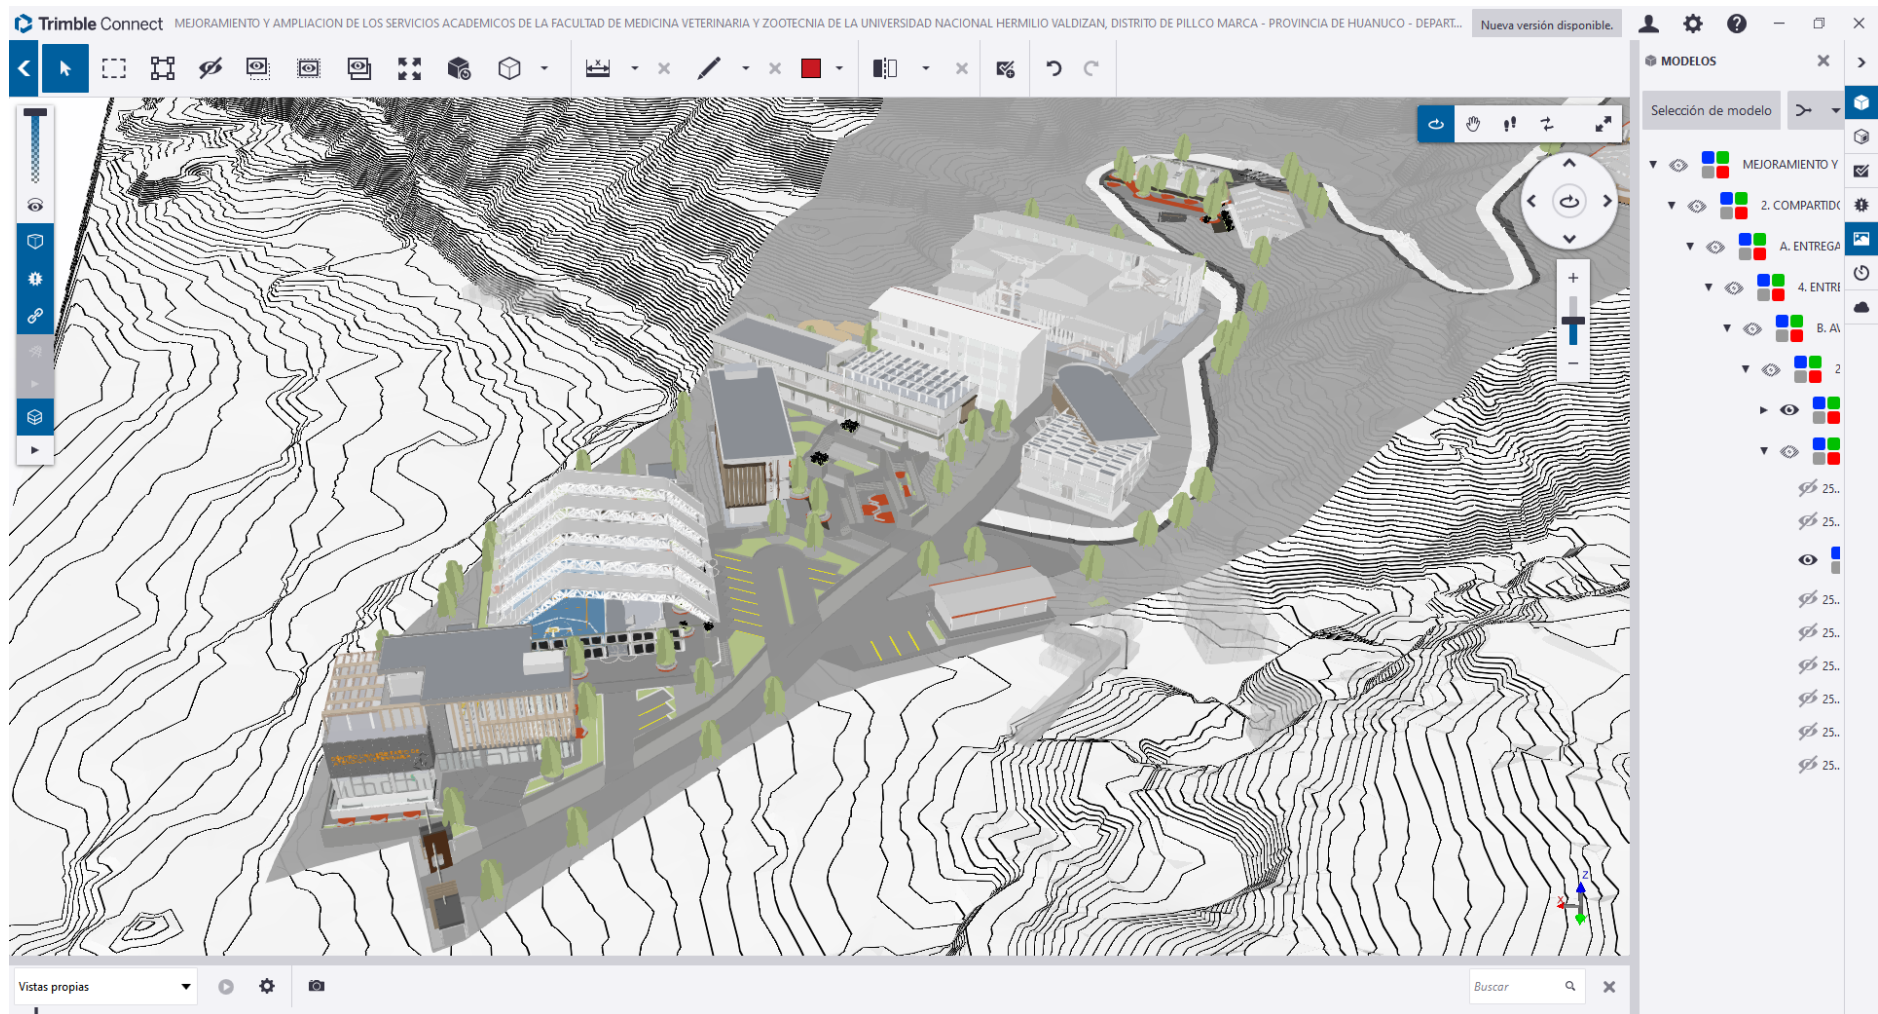 Trimble Connect MEJORAMIENTO Y AMPLIACION DE LOS SERVICIOS ACADEMICOS DE LA FACULTAD DE MEDICINA VETERINARIA Y ZOOTECNIA DE LA UNIVERSIDAD NACIONAL HERMILIO VALDIZAN, DISTRITO DE PILLCO MARCA - PROVINCIA DE HUANUCO - DEPART... Nueva versión disponible.
MODELOS
Selección de modelo
MEJORAMIENTO Y
2. COMPARTIDO
A. ENTREGA
4. ENTRE
B. AV
2
25..
25..
25..
25..
25..
25..
25..
25..
Z
X
Vistas propias
Buscar